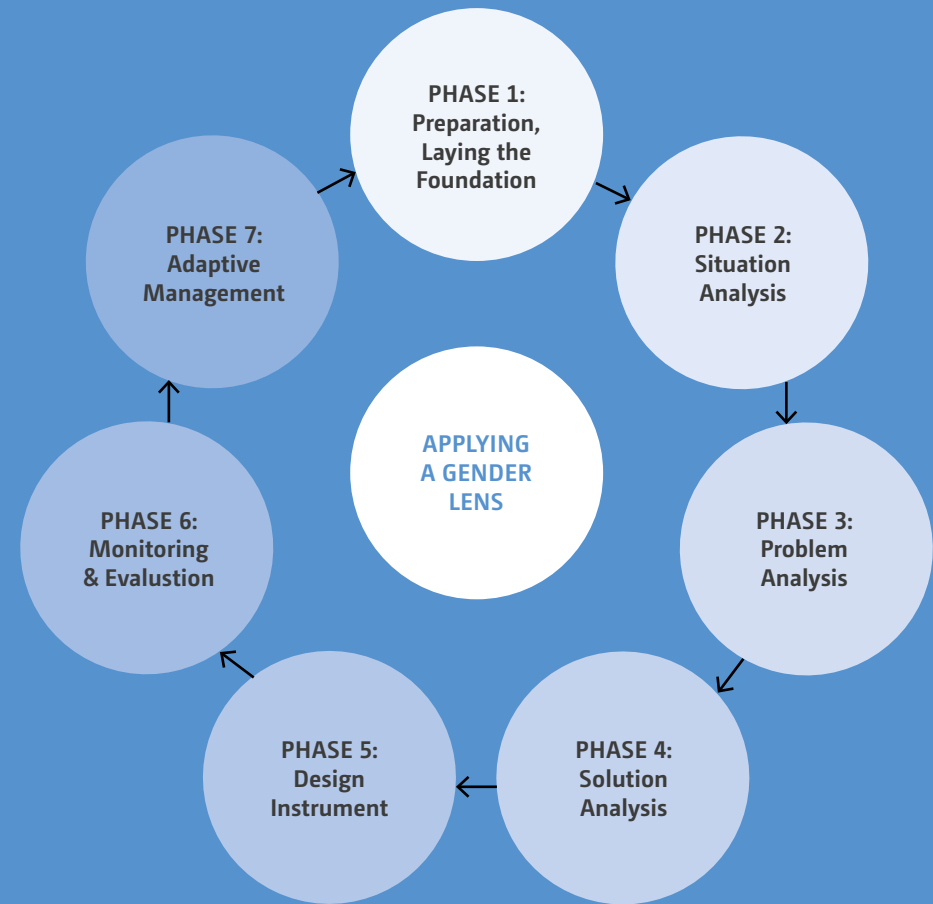 PHASE 1:
Preparation,
Laying the
Foundation
PHASE 2:
Situation
Analysis
PHASE 3:
Problem
Analysis
PHASE 4:
Solution
Analysis
PHASE 5:
Design
Instrument
PHASE 6:
Monitoring
& Evalustion
PHASE 7:
Adaptive
Management
APPLYING
A GENDER
LENS